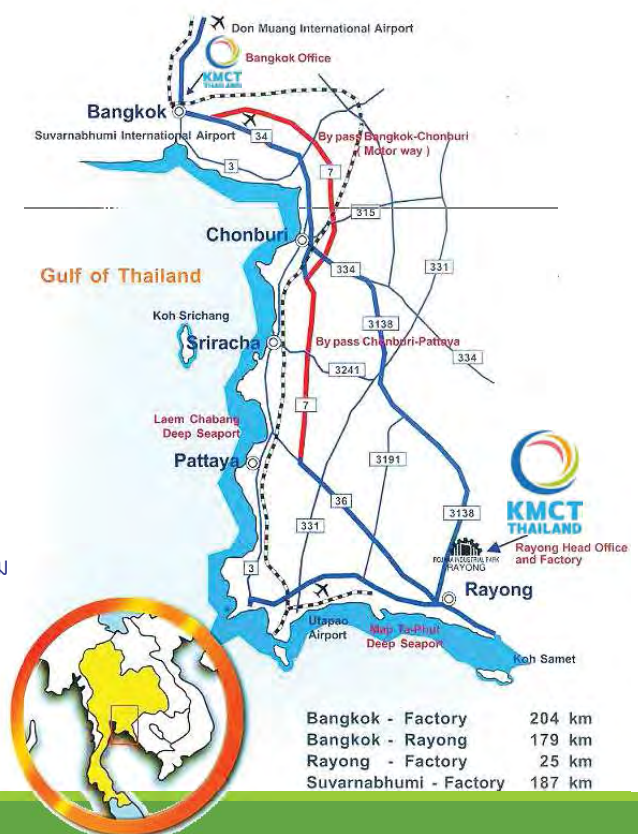 Don Muang International Airport
KMCT
THAILAND
Bangkok Office
Bangkok
Suvarnabhumi International Airport
34
By pass Bangkok-Chonburi
( Motor way )
3
7
315
Chonburi
334
331
Gulf of Thailand
Koh Srichang
3138
Sriracha
By pass Chonburi-Pattaya
334
3241
7
Laem Chabang
Deep Seaport
Pattaya
3191
36
KMCT
THAILAND
331
3138
Rayong Head Office
and Factory
INDUSTRIAL PARK
RAYONG
3
Rayong
Utapao
Airport
Map Ta-Phut
Deep Seaport
Koh Samet
Bangkok - Factory 204 km
Bangkok - Rayong 179 km
Rayong - Factory 25 km
Suvarnabhumi - Factory 187 km